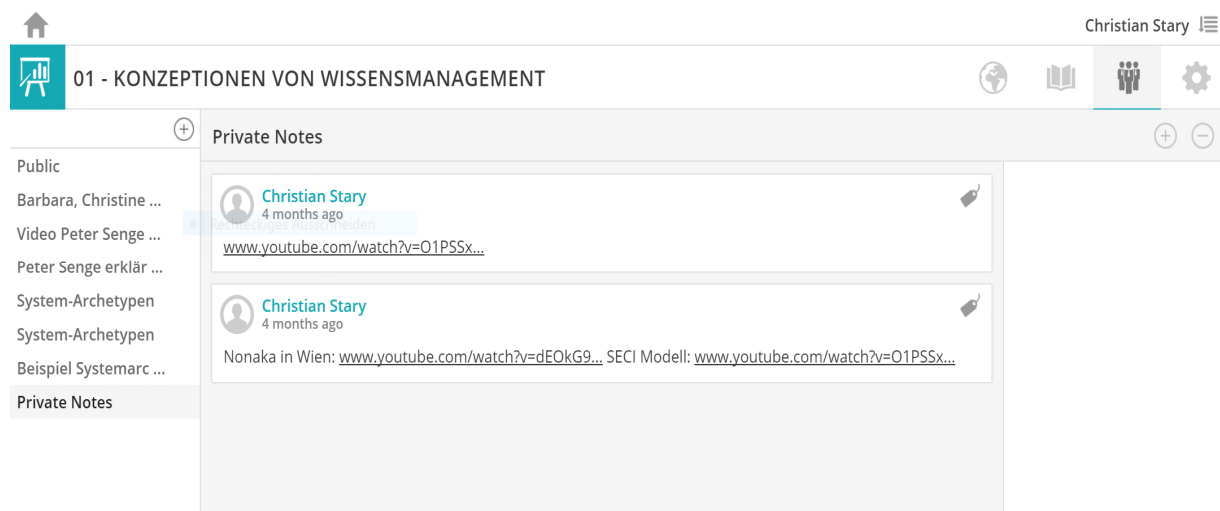 Christian Stary
01 - KONZEPTIONEN VON WISSENSMANAGEMENT
Private Notes
Public
Barbara, Christine ...
Video Peter Senge ...
Peter Senge erklär ...
System-Archetypen
System-Archetypen
Beispiel Systemarc ...
Private Notes
Christian Stary
4 months ago
Rechteckiges Ausschneiden
www.youtube.com/watch?v=O1PSSx...
Christian Stary
4 months ago
Nonaka in Wien: www.youtube.com/watch?v=dEOkG9... SECI Modell: www.youtube.com/watch?v=O1PSSx...